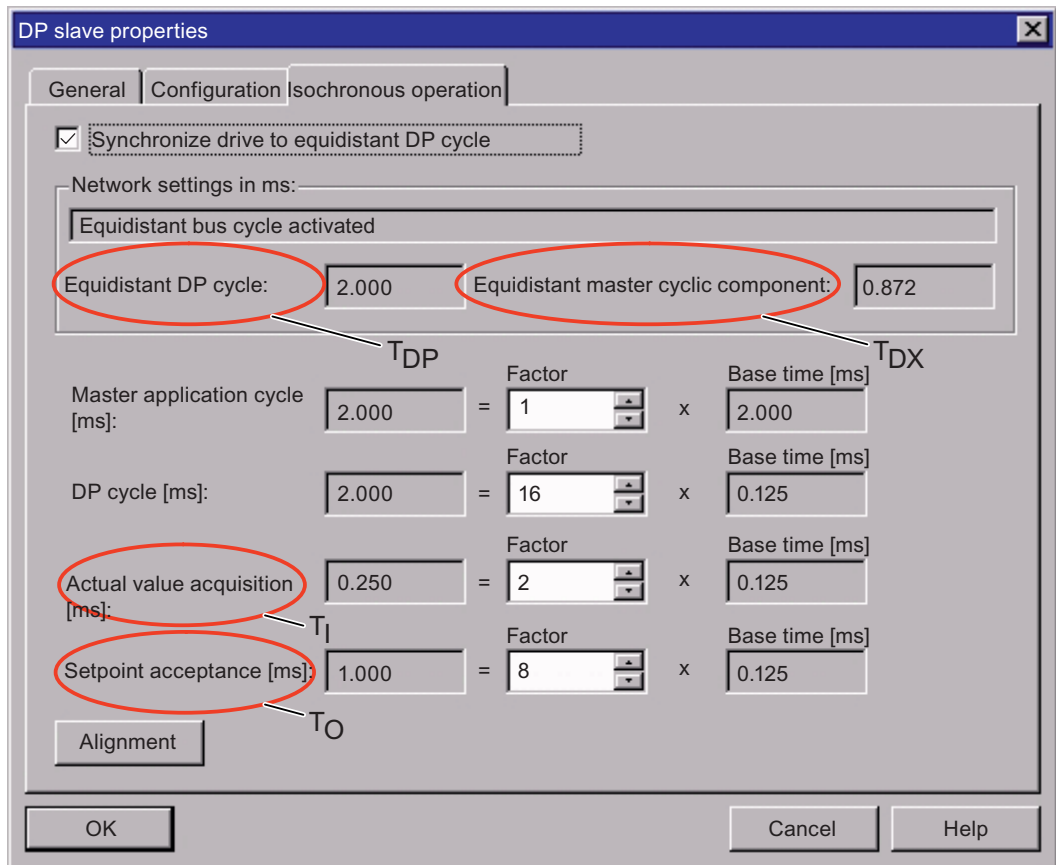 DP slave properties
General Configuration Isochronous operation
Synchronize drive to equidistant DP cycle
Network settings in ms:
Equidistant bus cycle activated
Equidistant DP cycle: 2.000 Equidistant master cyclic component: 0.872
TDP TDX
Factor Base time [ms]
Master application cycle
[ms]: 2.000 = 1 x 2.000
Factor Base time [ms]
DP cycle [ms]: 2.000 = 16 x 0.125
Factor Base time [ms]
Actual value acquisition
[ms]: 0.250 = 2 x 0.125
TI
Factor Base time [ms]
Setpoint acceptance [ms]: 1.000 = 8 x 0.125
TO
Alignment
OK Cancel Help